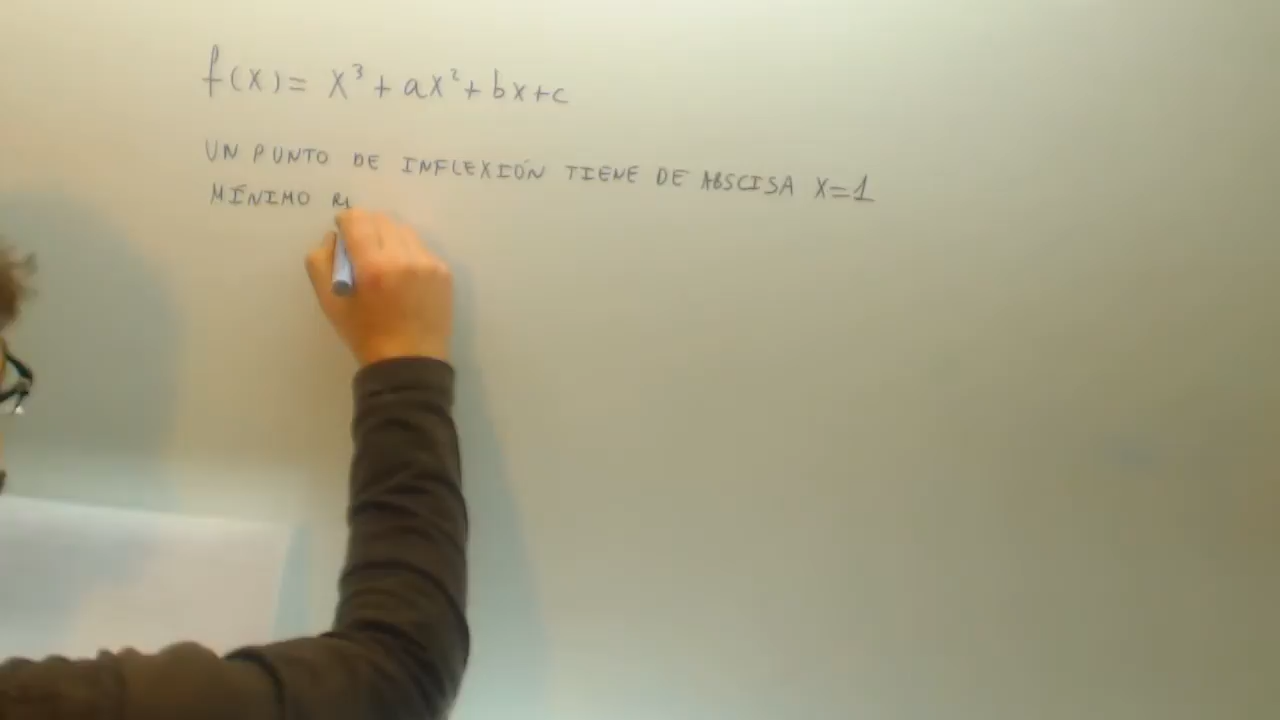 f(x) = x³ + ax² + bx + c
UN PUNTO DE INFLEXIÓN TIENE DE ABSCISA X=1
MÍNIMO